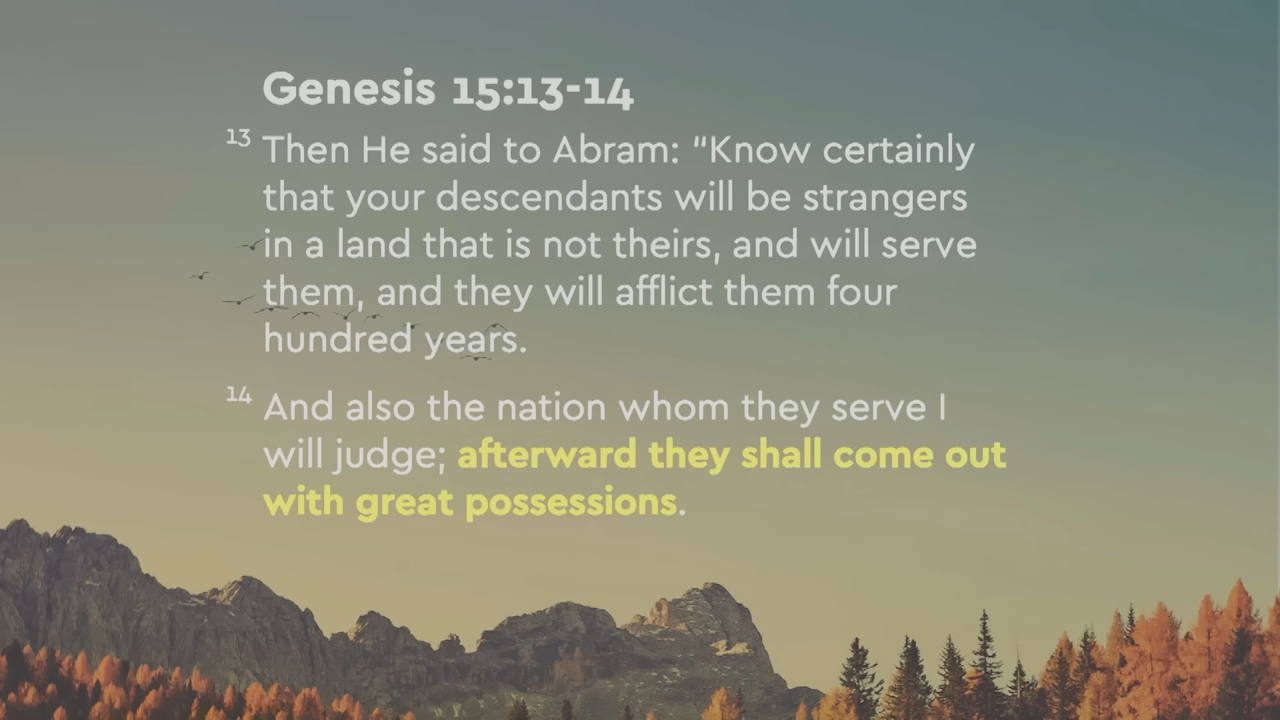 Genesis 15:13-14
13 Then He said to Abram: “Know certainly
that your descendants will be strangers
in a land that is not theirs, and will serve
them, and they will afflict them four
hundred years.
14 And also the nation whom they serve I
will judge; afterward they shall come out
with great possessions.